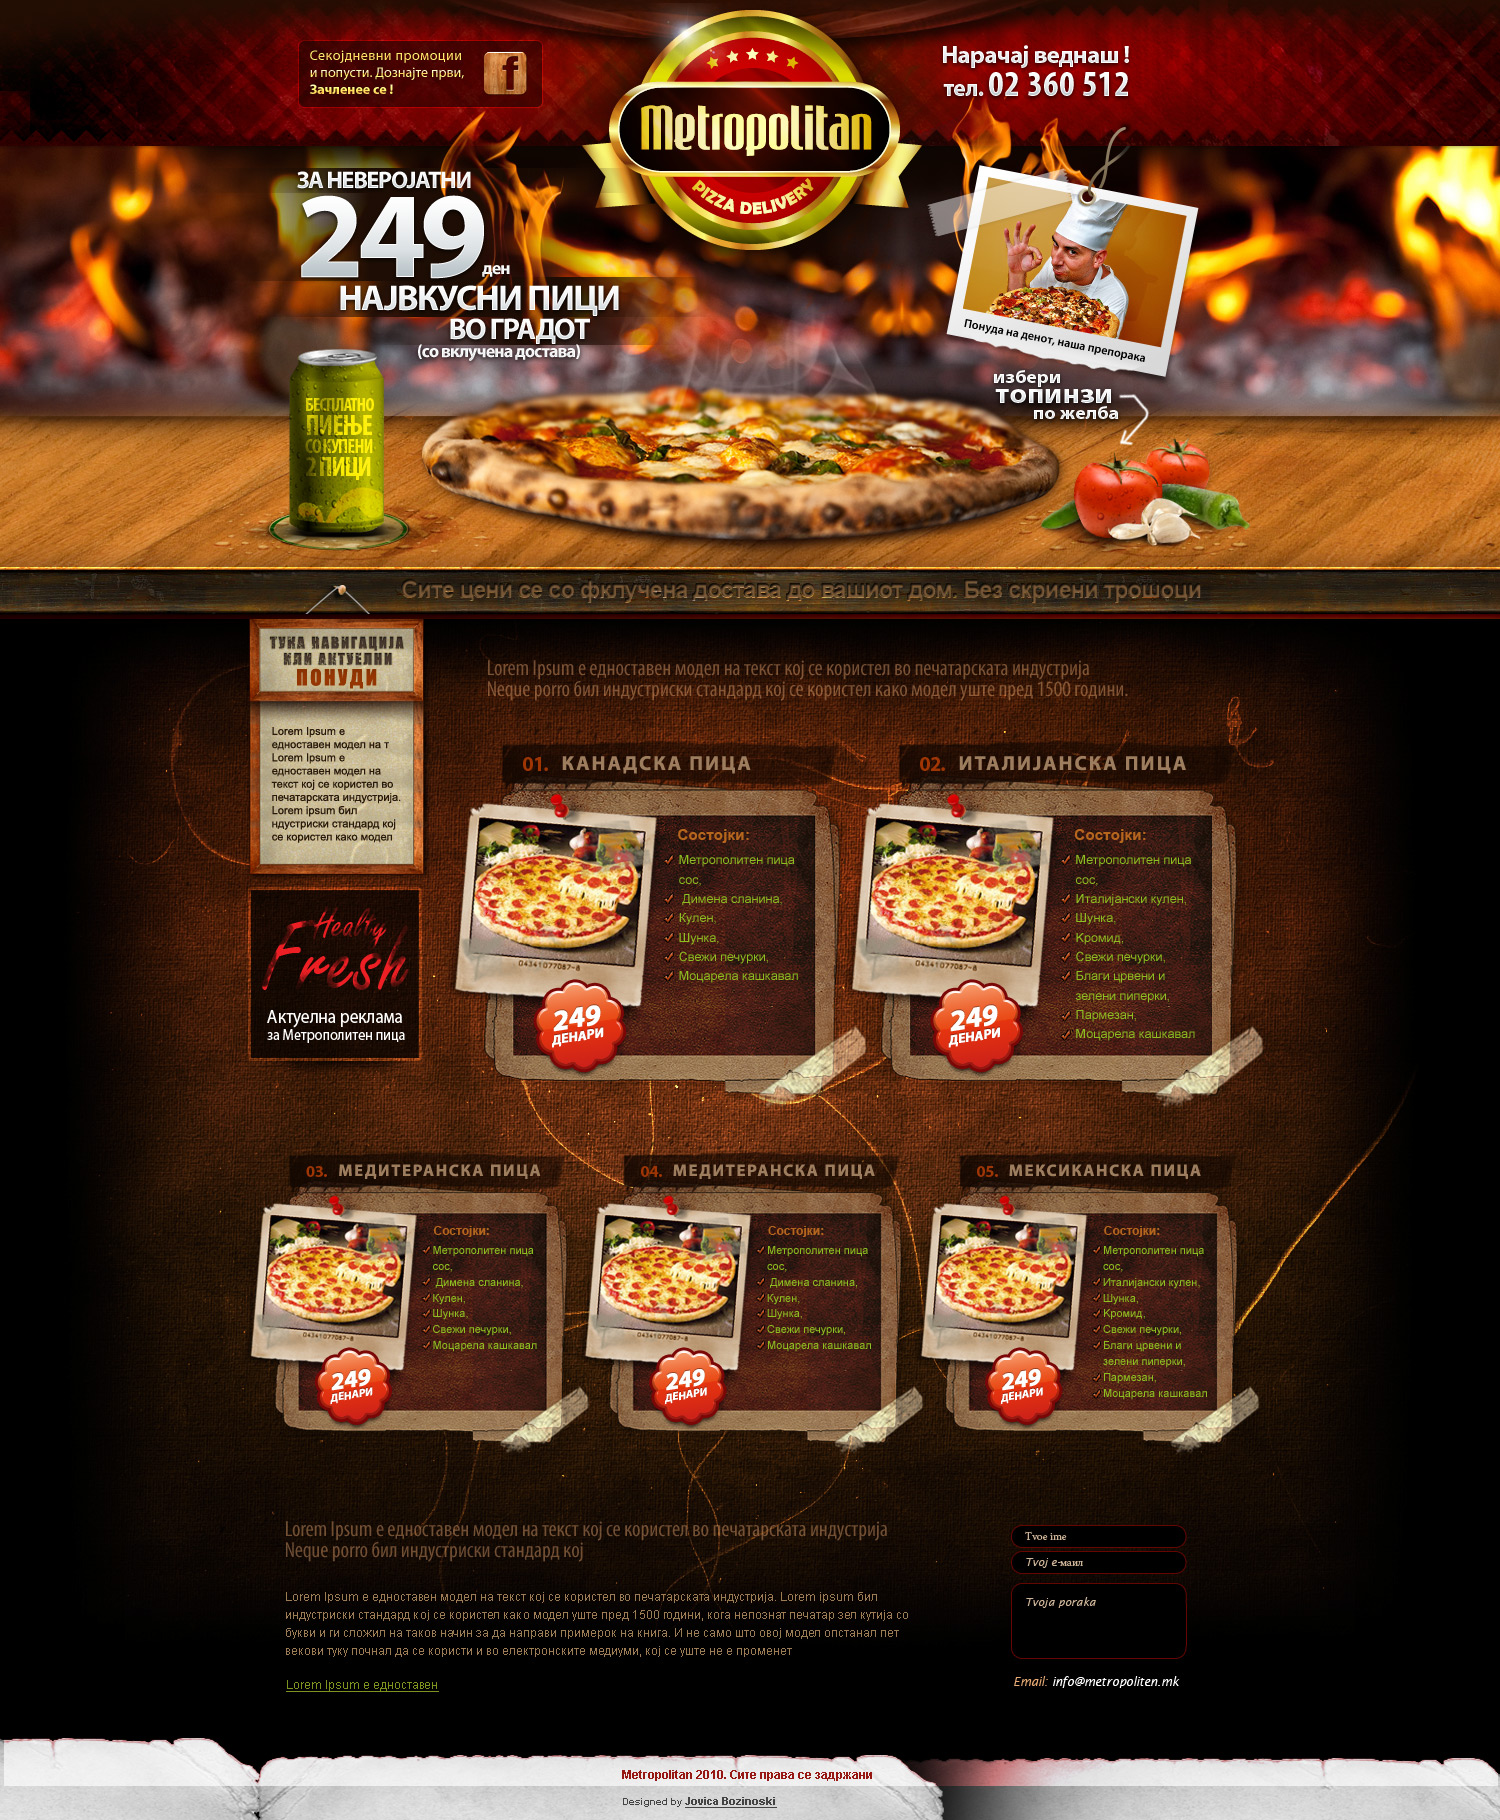 Секојдневни промоции
и попусти. Дознајте први,
Зачленее се !
f
Metropolitan
PIZZA DELIVERY
Нарачај веднаш !
тел. 02 360 512
ЗА НЕВЕРОЈАТНИ
249 ден
НАЈВКУСНИ ПИЦИ
ВО ГРАДОТ
(со вклучена достава)
БЕСПЛАТНО
ПИЕЊЕ
СО КУПЕНИ
2 ПИЦИ
Понуда на денот, наша препорака
избери
ТОПИНЗИ
по желба
Сите цени се со фклучена достава до вашиот дом. Без скриени трошоци
ТУКА НАВИГАЦИЈА
ИЛИ АКТУЕЛНИ
ПОНУДИ
Lorem Ipsum е
едноставен модел на т
Lorem Ipsum е
едноставен модел на
текст кој се користел во
печатарската индустрија.
Lorem ipsum бил
ндустриски стандард кој
се користел како модел
Healty
Fresh
Актуелна реклама
за Метрополитен пица
Lorem Ipsum е едноставен модел на текст кој се користел во печатарската индустрија
Neque porro бил индустриски стандард кој се користел како модел уште пред 1500 години.
01. КАНАДСКА ПИЦА
Состојки:
Метрополитен пица
сос,
Димена сланина,
Кулен,
Шунка,
Свежи печурки,
Моцарела кашкавал
04341077087-8
249
ДЕНАРИ
02. ИТАЛИЈАНСКА ПИЦА
Состојки:
Метрополитен пица
сос,
Италијански кулен,
Шунка,
Кромид,
Свежи печурки,
Благи црвени и
зелени пиперки,
Пармезан,
Моцарела кашкавал
04341077087-8
249
ДЕНАРИ
03. МЕДИТЕРАНСКА ПИЦА
Состојки:
Метрополитен пица
сос,
Димена сланина,
Кулен,
Шунка,
Свежи печурки,
Моцарела кашкавал
04341077087-8
249
ДЕНАРИ
04. МЕДИТЕРАНСКА ПИЦА
Состојки:
Метрополитен пица
сос,
Димена сланина,
Кулен,
Шунка,
Свежи печурки,
Моцарела кашкавал
04341077087-8
249
ДЕНАРИ
05. МЕКСИКАНСКА ПИЦА
Состојки:
Метрополитен пица
сос,
Италијански кулен,
Шунка,
Кромид,
Свежи печурки,
Благи црвени и
зелени пиперки,
Пармезан,
Моцарела кашкавал
04341077087-8
249
ДЕНАРИ
Lorem Ipsum е едноставен модел на текст кој се користел во печатарската индустрија
Neque porro бил индустриски стандард кој
Lorem Ipsum е едноставен модел на текст кој се користел во печатарската индустрија. Lorem ipsum бил
индустриски стандард кој се користел како модел уште пред 1500 години, кога непознат печатар зел кутија со
букви и ги сложил на таков начин за да направи примерок на книга. И не само што овој модел опстанал пет
векови туку почнал да се користи и во електронските медиуми, кој се уште не е променет
Lorem Ipsum е едноставен
Tvoe ime
Tvoj e-маил
Tvoja poraka
Email: info@metropoliten.mk
Metropolitan 2010. Сите права се задржани
Designed by Jovica Bozinoski